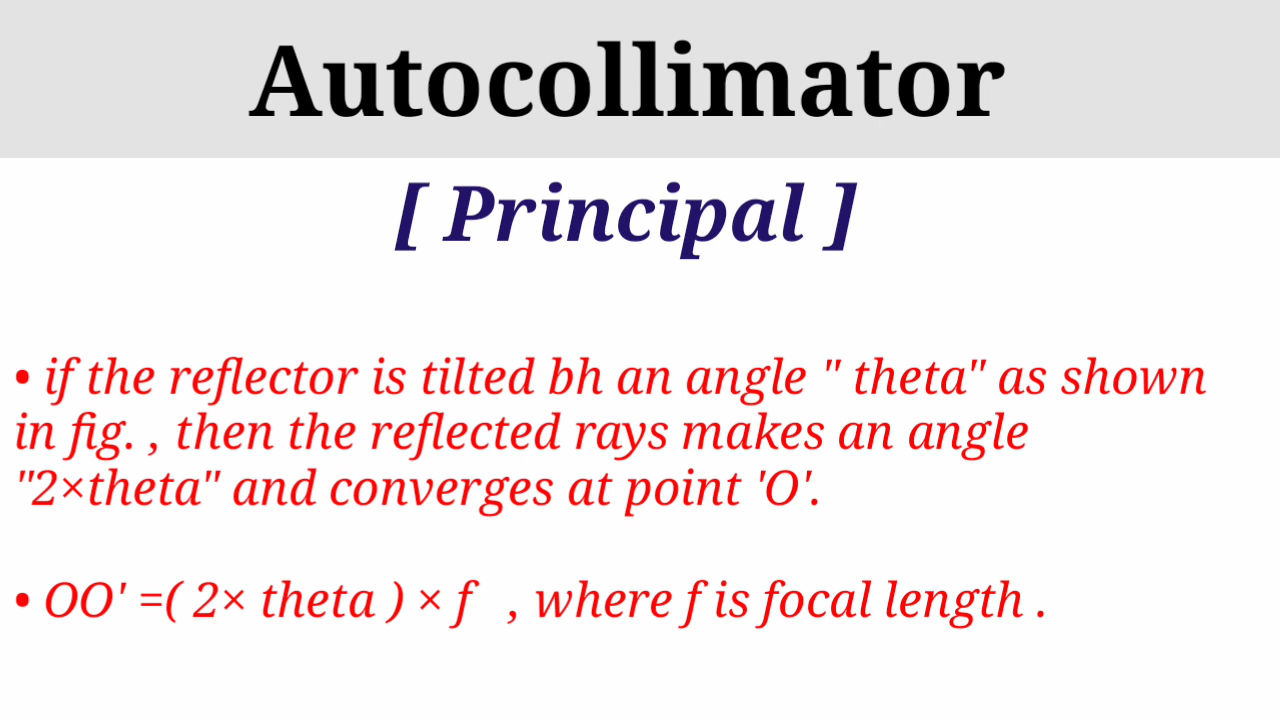 Autocollimator
[ Principal ]
• if the reflector is tilted bh an angle " theta" as shown
in fig. , then the reflected rays makes an angle
"2×theta" and converges at point 'O'.
• OO' =( 2× theta ) × f , where f is focal length .